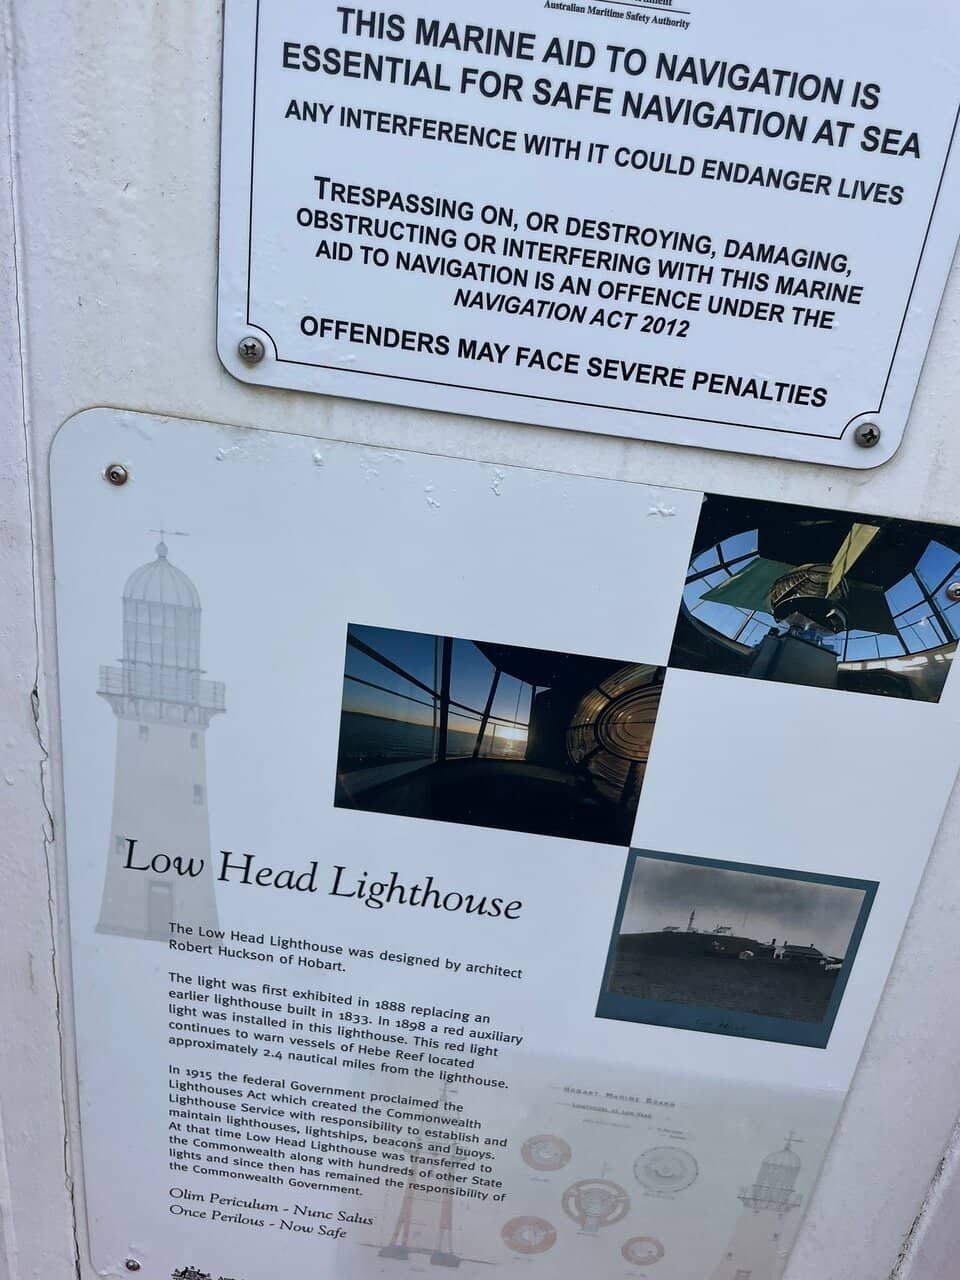 Australian Maritime Safety Authority
THIS MARINE AID TO NAVIGATION IS
ESSENTIAL FOR SAFE NAVIGATION AT SEA
ANY INTERFERENCE WITH IT COULD ENDANGER LIVES
TRESPASSING ON, OR DESTROYING, DAMAGING,
OBSTRUCTING OR INTERFERING WITH THIS MARINE
AID TO NAVIGATION IS AN OFFENCE UNDER THE
NAVIGATION ACT 2012
OFFENDERS MAY FACE SEVERE PENALTIES
Low Head Lighthouse
The Low Head Lighthouse was designed by architect
Robert Huckson of Hobart.
The light was first exhibited in 1888 replacing an
earlier lighthouse built in 1833. In 1898 a red auxiliary
light was installed in this lighthouse. This red light
continues to warn vessels of Hebe Reef located
approximately 2.4 nautical miles from the lighthouse.
In 1915 the federal Government proclaimed the
Lighthouses Act which created the Commonwealth
Lighthouse Service with responsibility to establish and
maintain lighthouses, lightships, beacons and buoys.
At that time Low Head Lighthouse was transferred to
the Commonwealth along with hundreds of other State
lights and since then has remained the responsibility of
the Commonwealth Government.
Olim Periculum - Nunc Salus
Once Perilous - Now Safe
HOBART MARINE BOARD